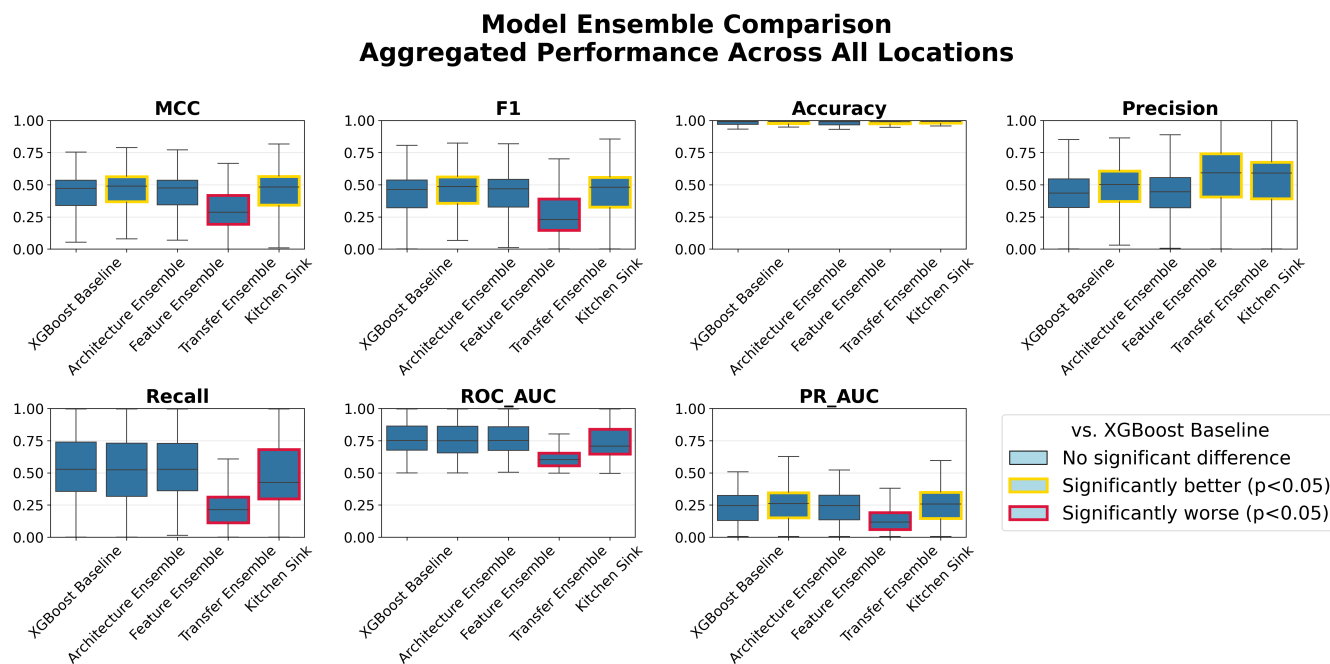 Model Ensemble Comparison
Aggregated Performance Across All Locations
MCC
1.00
0.75
0.50
0.25
0.00
XGBoost Baseline
Architecture Ensemble
Feature Ensemble
Transfer Ensemble
Kitchen Sink
F1
1.00
0.75
0.50
0.25
0.00
XGBoost Baseline
Architecture Ensemble
Feature Ensemble
Transfer Ensemble
Kitchen Sink
Accuracy
1.00
0.75
0.50
0.25
0.00
XGBoost Baseline
Architecture Ensemble
Feature Ensemble
Transfer Ensemble
Kitchen Sink
Precision
1.00
0.75
0.50
0.25
0.00
XGBoost Baseline
Architecture Ensemble
Feature Ensemble
Transfer Ensemble
Kitchen Sink
Recall
1.00
0.75
0.50
0.25
0.00
XGBoost Baseline
Architecture Ensemble
Feature Ensemble
Transfer Ensemble
Kitchen Sink
ROC_AUC
1.00
0.75
0.50
0.25
0.00
XGBoost Baseline
Architecture Ensemble
Feature Ensemble
Transfer Ensemble
Kitchen Sink
PR_AUC
1.00
0.75
0.50
0.25
0.00
XGBoost Baseline
Architecture Ensemble
Feature Ensemble
Transfer Ensemble
Kitchen Sink
vs. XGBoost Baseline
No significant difference
Significantly better (p<0.05)
Significantly worse (p<0.05)